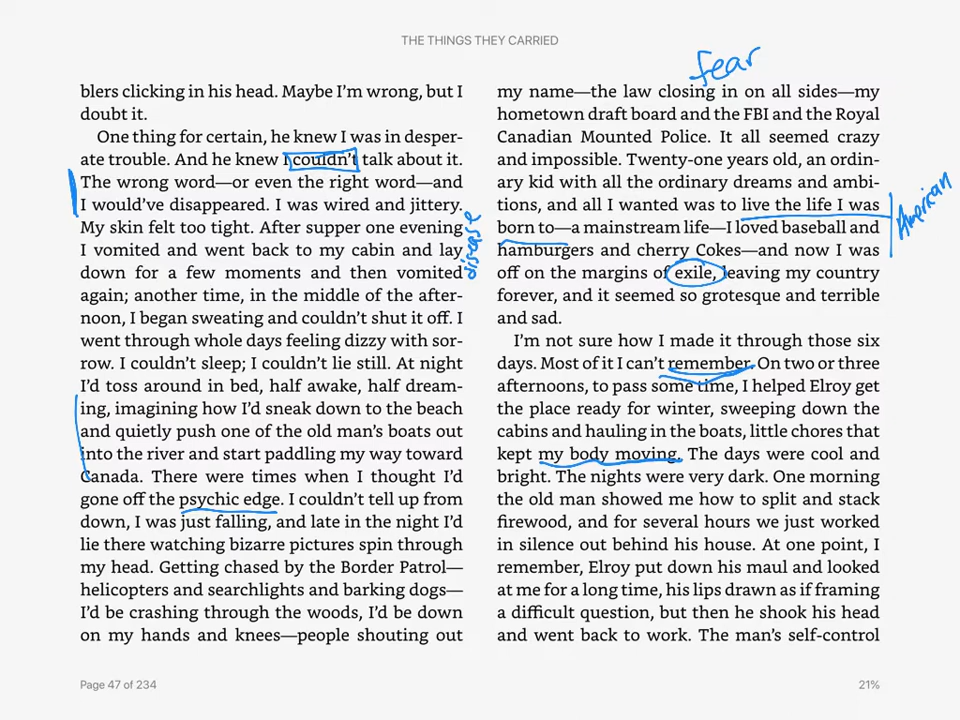 THE THINGS THEY CARRIED
blers clicking in his head. Maybe I'm wrong, but I
doubt it.
One thing for certain, he knew I was in desper-
ate trouble. And he knew I couldn't talk about it.
The wrong word—or even the right word—and
I would've disappeared. I was wired and jittery.
My skin felt too tight. After supper one evening
I vomited and went back to my cabin and lay
down for a few moments and then vomited
again; another time, in the middle of the after-
noon, I began sweating and couldn't shut it off. I
went through whole days feeling dizzy with sor-
row. I couldn't sleep; I couldn't lie still. At night
I'd toss around in bed, half awake, half dream-
ing, imagining how I'd sneak down to the beach
and quietly push one of the old man's boats out
into the river and start paddling my way toward
Canada. There were times when I thought I'd
gone off the psychic edge. I couldn't tell up from
down, I was just falling, and late in the night I'd
lie there watching bizarre pictures spin through
my head. Getting chased by the Border Patrol—
helicopters and searchlights and barking dogs—
I'd be crashing through the woods, I'd be down
on my hands and knees—people shouting out
disease
fear
my name—the law closing in on all sides—my
hometown draft board and the FBI and the Royal
Canadian Mounted Police. It all seemed crazy
and impossible. Twenty-one years old, an ordin-
ary kid with all the ordinary dreams and ambi-
tions, and all I wanted was to live the life I was
born to—a mainstream life—I loved baseball and
hamburgers and cherry Cokes—and now I was
off on the margins of exile, leaving my country
forever, and it seemed so grotesque and terrible
and sad.
American
I'm not sure how I made it through those six
days. Most of it I can't remember. On two or three
afternoons, to pass some time, I helped Elroy get
the place ready for winter, sweeping down the
cabins and hauling in the boats, little chores that
kept my body moving. The days were cool and
bright. The nights were very dark. One morning
the old man showed me how to split and stack
firewood, and for several hours we just worked
in silence out behind his house. At one point, I
remember, Elroy put down his maul and looked
at me for a long time, his lips drawn as if framing
a difficult question, but then he shook his head
and went back to work. The man's self-control
Page 47 of 234
21%